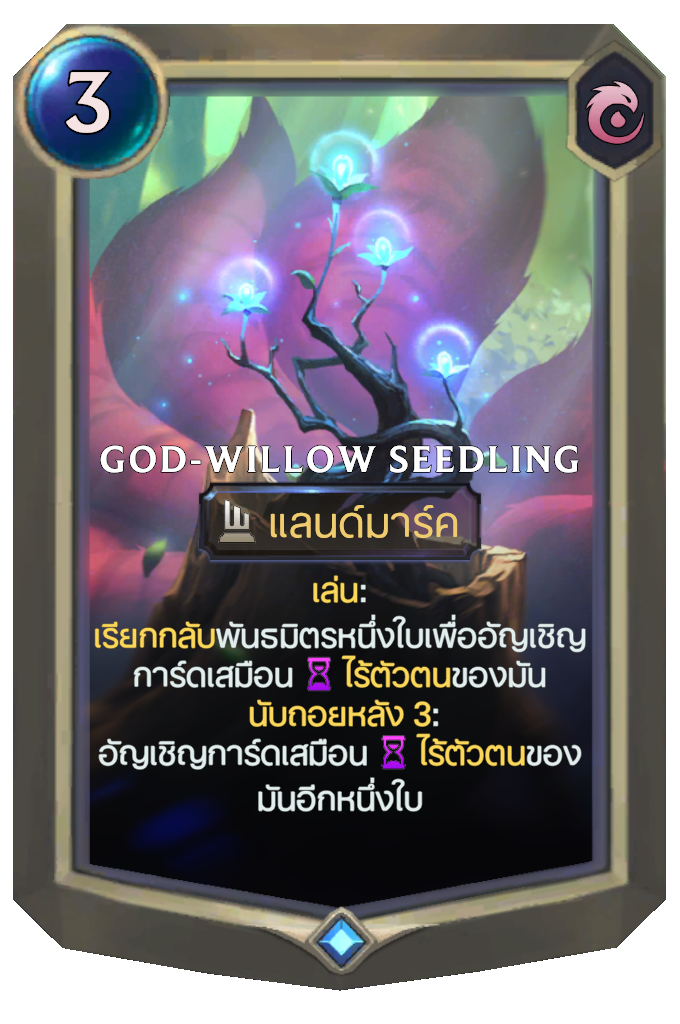 3
GOD-WILLOW SEEDLING
แลนด์มาร์ค
เล่น:
เรียกกลับพันธมิตรหนึ่งใบเพื่ออัญเชิญ
การ์ดเสมือน ไร้ตัวตนของมัน
นับถอยหลัง 3:
อัญเชิญการ์ดเสมือน ไร้ตัวตนของ
มันอีกหนึ่งใบ